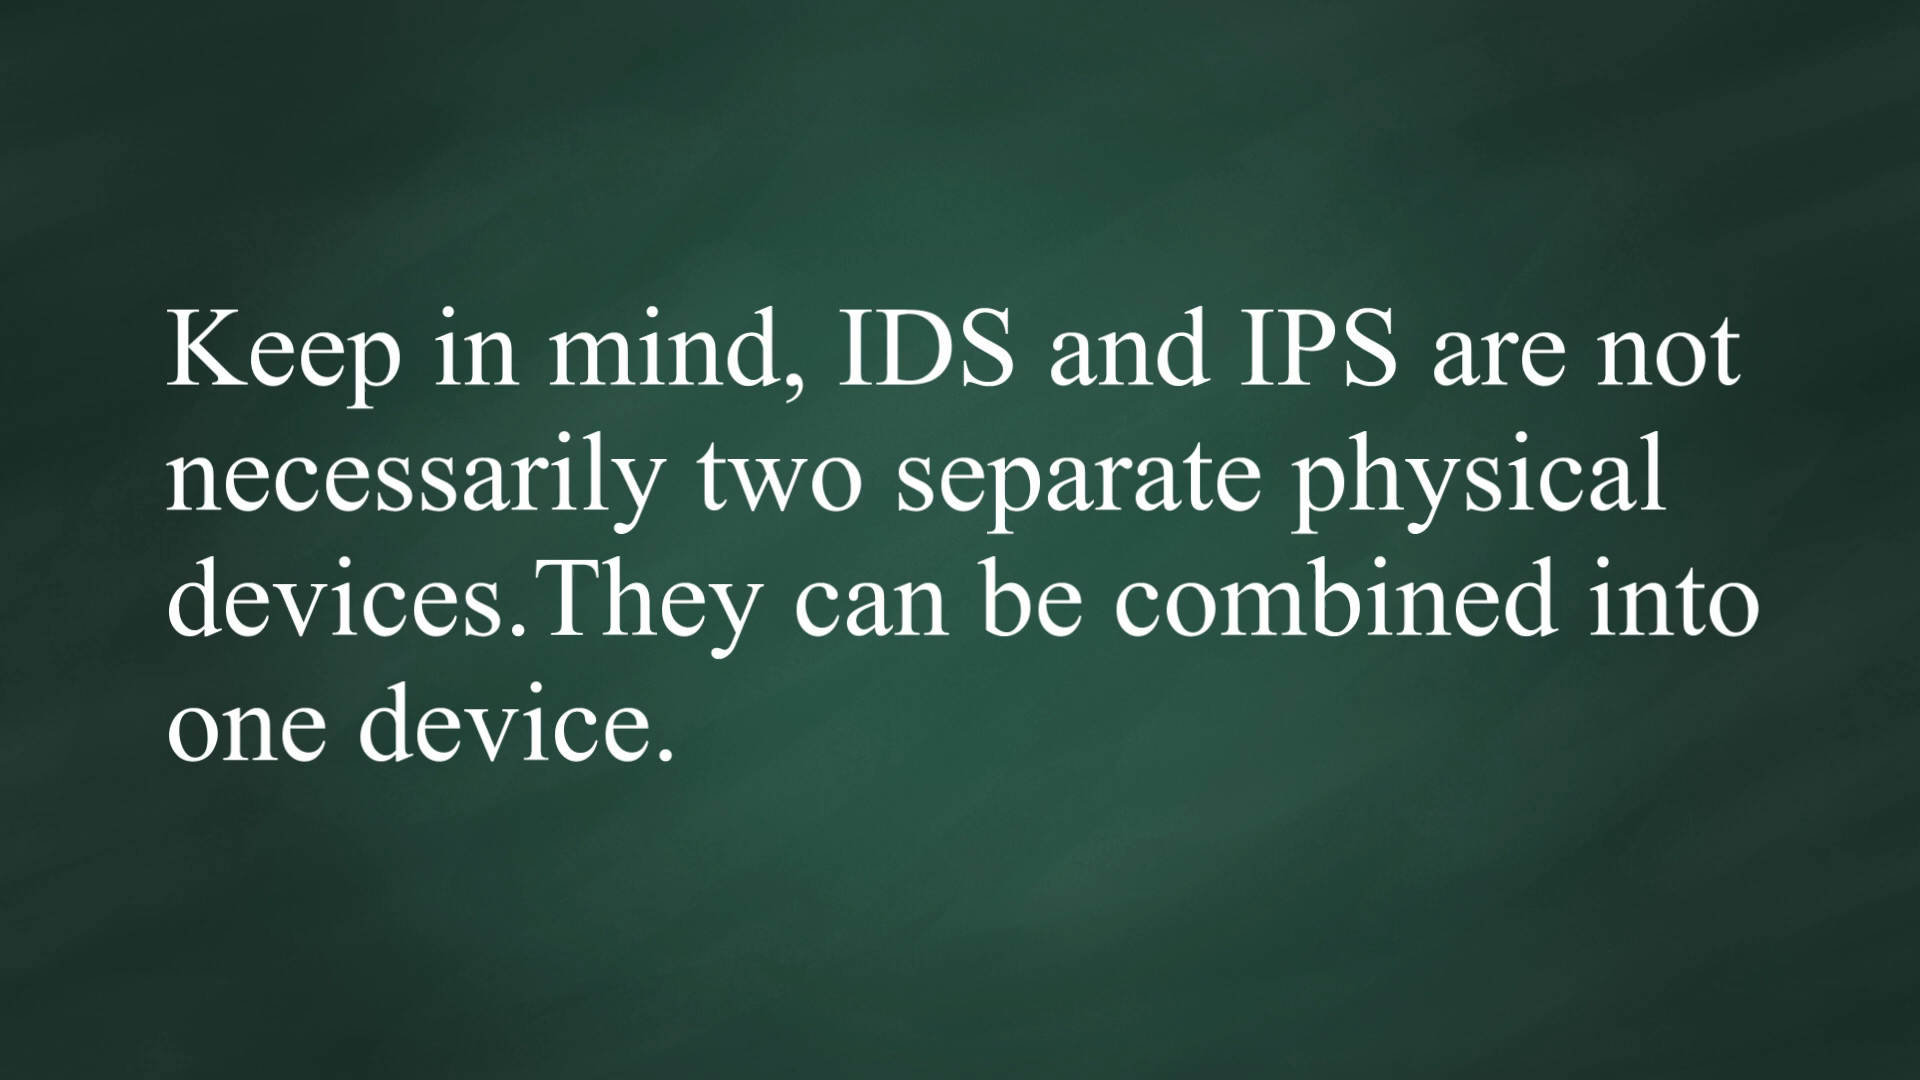 Keep in mind, IDS and IPS are not
necessarily two separate physical
devices.They can be combined into
one device.